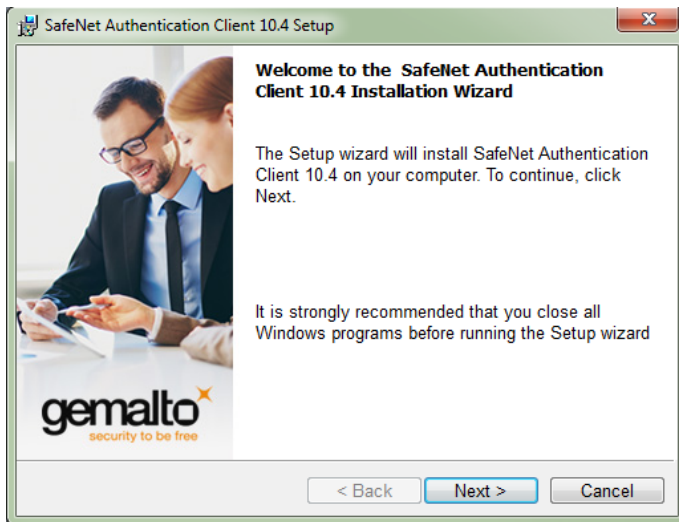 SafeNet Authentication Client 10.4 Setup
Welcome to the SafeNet Authentication
Client 10.4 Installation Wizard
The Setup wizard will install SafeNet Authentication
Client 10.4 on your computer. To continue, click
Next.
It is strongly recommended that you close all
Windows programs before running the Setup wizard
gemalto
security to be free
< Back
Next >
Cancel